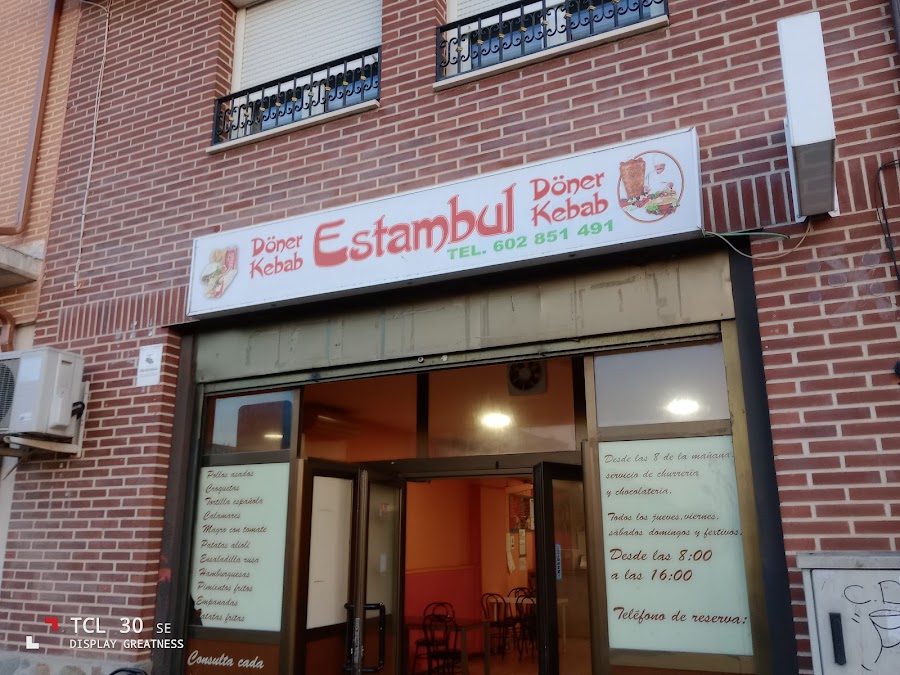 Döner
Kebab
Estambul
Döner
Kebab
TEL. 602 851 491
Pollos asados
Croquetas
Tortilla española
Calamares
Magro con tomate
Patatas alioli
Ensaladilla rusa
Hamburguesas
Pimientos fritos
Empanadas
Patatas fritas
Consulta cada
Desde las 8 de la mañana,
servicio de churreria
y chocolateria.
Todos los jueves,viernes,
sábados domingos y festivos.
Desde las 8:00
a las 16:00
Teléfono de reserva:
TCL 30 SE
DISPLAY GREATNESS